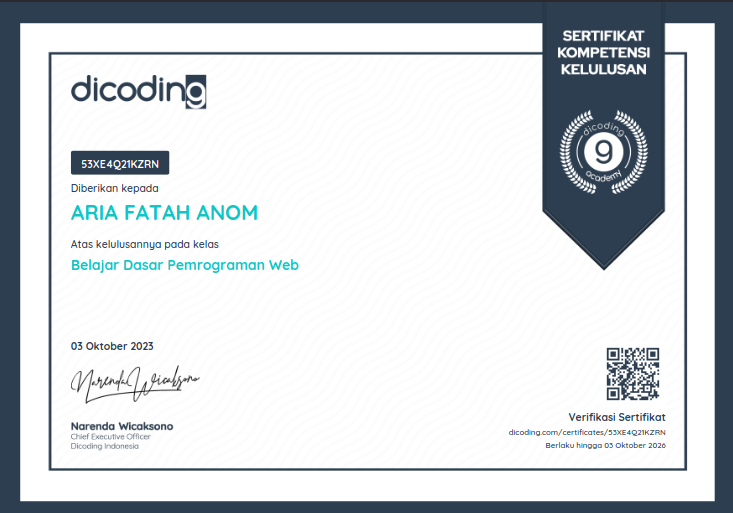 SERTIFIKAT
KOMPETENSI
KELULUSAN
dicoding
dicoding
9
academy
53XE4Q21KZRN
Diberikan kepada
ARIA FATAH ANOM
Atas kelulusannya pada kelas
Belajar Dasar Pemrograman Web
03 Oktober 2023
Narenda Wicaksono
Narenda Wicaksono
Chief Executive Officer
Dicoding Indonesia
Verifikasi Sertifikat
dicoding.com/certificates/53XE4Q21KZRN
Berlaku hingga 03 Oktober 2026